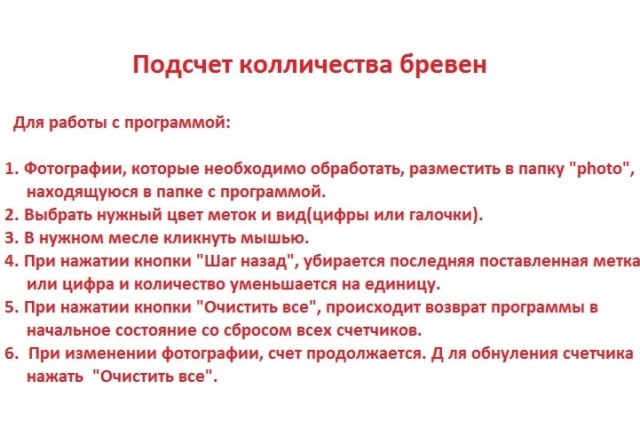 Подсчет колличества бревен
Для работы с программой:
1. Фотографии, которые необходимо обработать, разместить в папку "photo",
находящуюся в папке с программой.
2. Выбрать нужный цвет меток и вид(цифры или галочки).
3. В нужном месле кликнуть мышью.
4. При нажатии кнопки "Шаг назад", убирается последняя поставленная метка
или цифра и количество уменьшается на единицу.
5. При нажатии кнопки "Очистить все", происходит возврат программы в
начальное состояние со сбросом всех счетчиков.
6. При изменении фотографии, счет продолжается. Д ля обнуления счетчика
нажать "Очистить все".